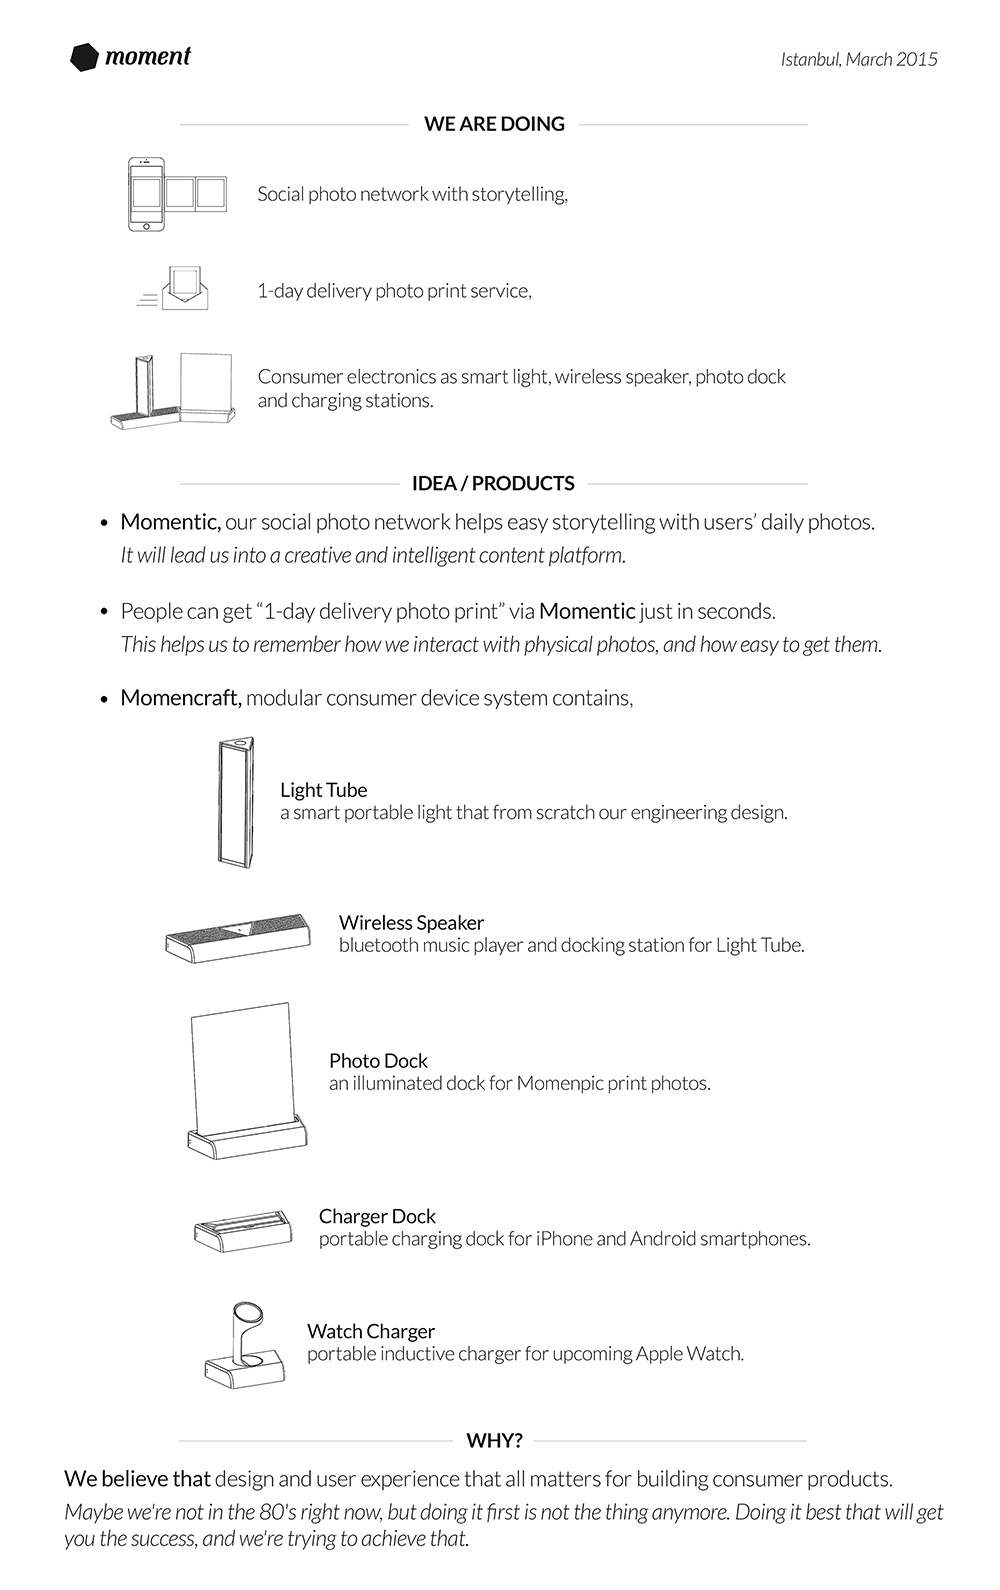 moment
Istanbul, March 2015
WE ARE DOING
Social photo network with storytelling,
1-day delivery photo print service,
Consumer electronics as smart light, wireless speaker, photo dock
and charging stations.
IDEA / PRODUCTS
• Momentic, our social photo network helps easy storytelling with users’ daily photos.
It will lead us into a creative and intelligent content platform.
• People can get “1-day delivery photo print” via Momentic just in seconds.
This helps us to remember how we interact with physical photos, and how easy to get them.
• Momencraft, modular consumer device system contains,
Light Tube
a smart portable light that from scratch our engineering design.
Wireless Speaker
bluetooth music player and docking station for Light Tube.
Photo Dock
an illuminated dock for Momenpic print photos.
Charger Dock
portable charging dock for iPhone and Android smartphones.
Watch Charger
portable inductive charger for upcoming Apple Watch.
WHY?
We believe that design and user experience that all matters for building consumer products.
Maybe we're not in the 80's right now, but doing it first is not the thing anymore. Doing it best that will get
you the success, and we're trying to achieve that.